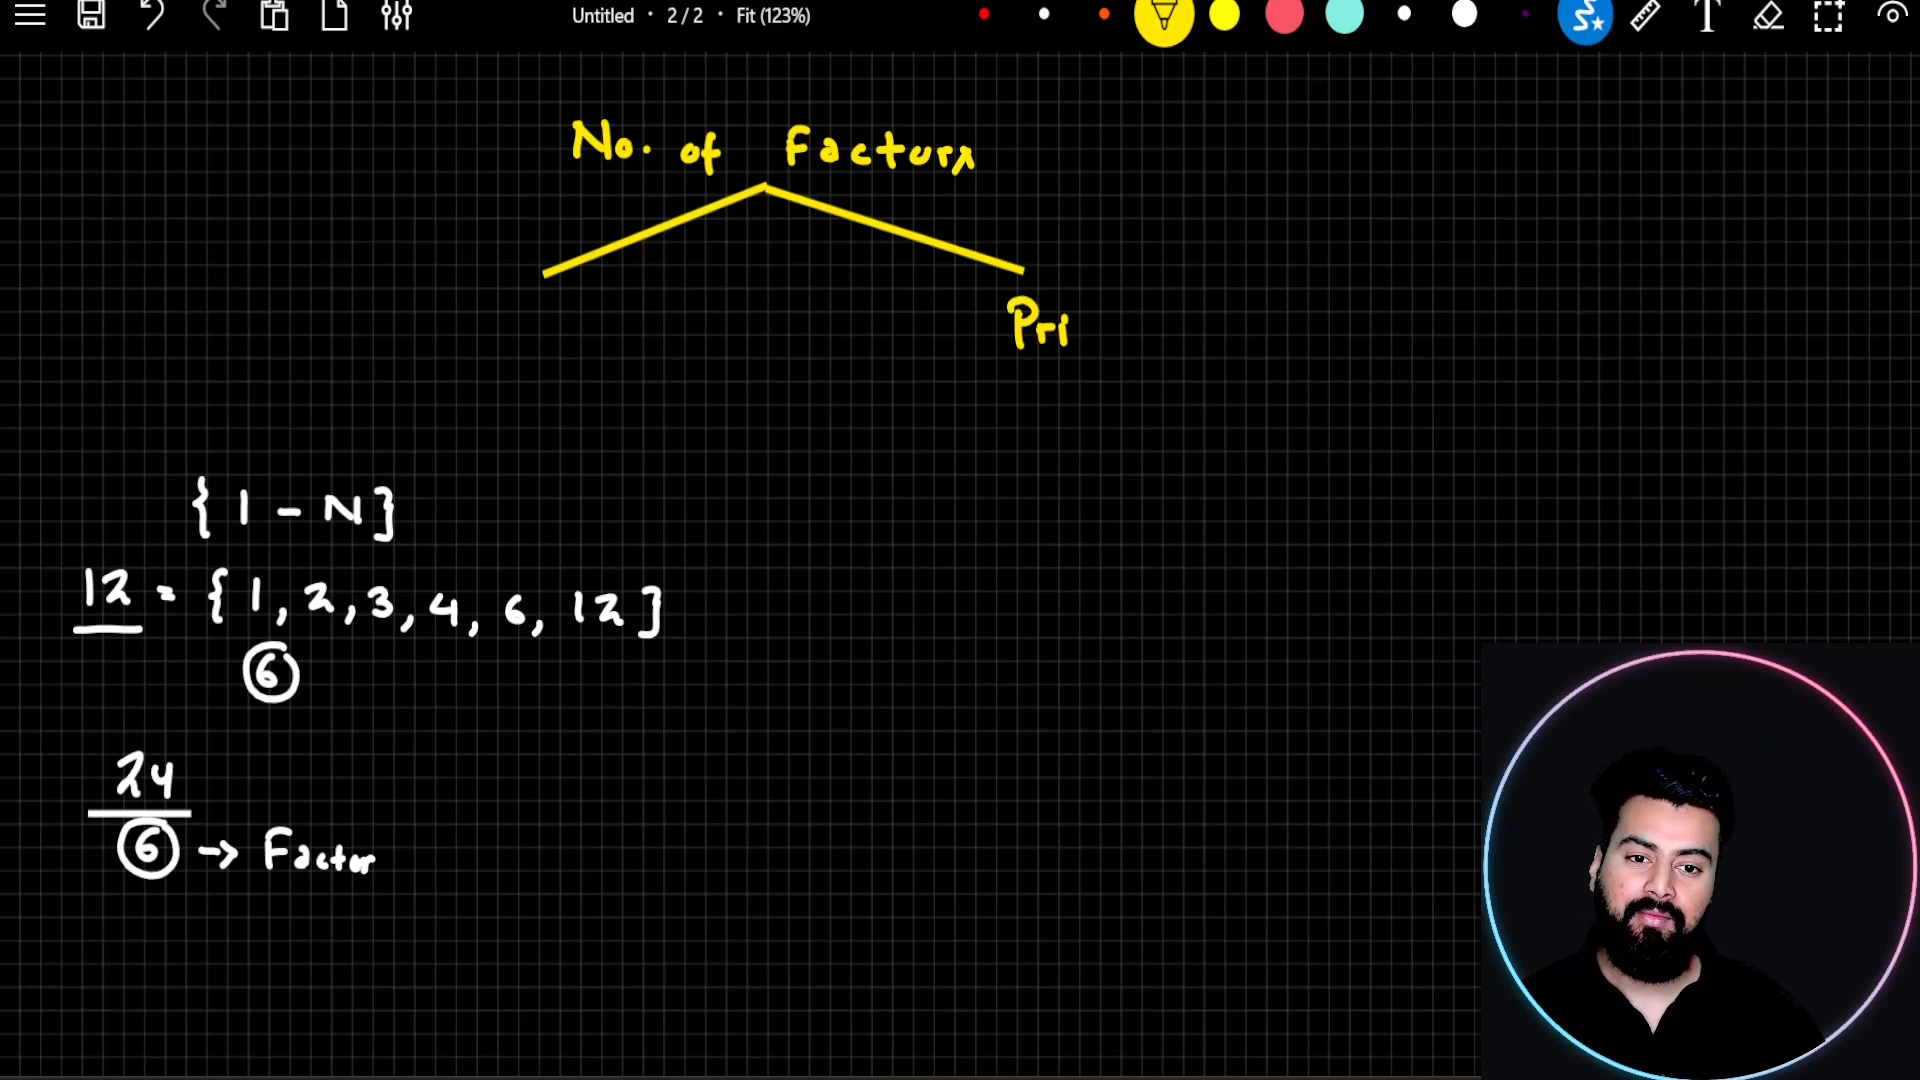 Untitled • 2 / 2 • Fit (123%)
No. of Factors
Pri
{ 1 - N }
12 = { 1, 2, 3, 4, 6, 12 }
6
24
6 -> Factor